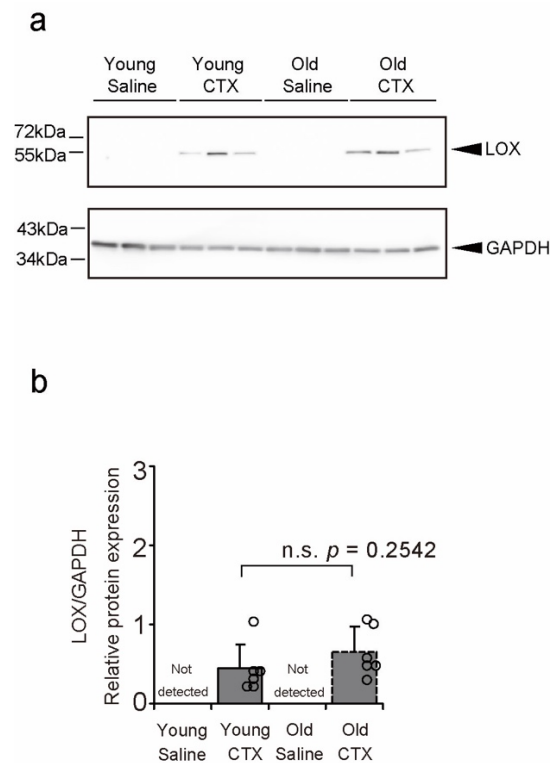 a
Young Saline
Young CTX
Old Saline
Old CTX
72kDa
55kDa
LOX
43kDa
34kDa
GAPDH
b
LOX/GAPDH
Relative protein expression
3
2
1
0
n.s. p = 0.2542
Not detected
Not detected
Young Saline
Young CTX
Old Saline
Old CTX